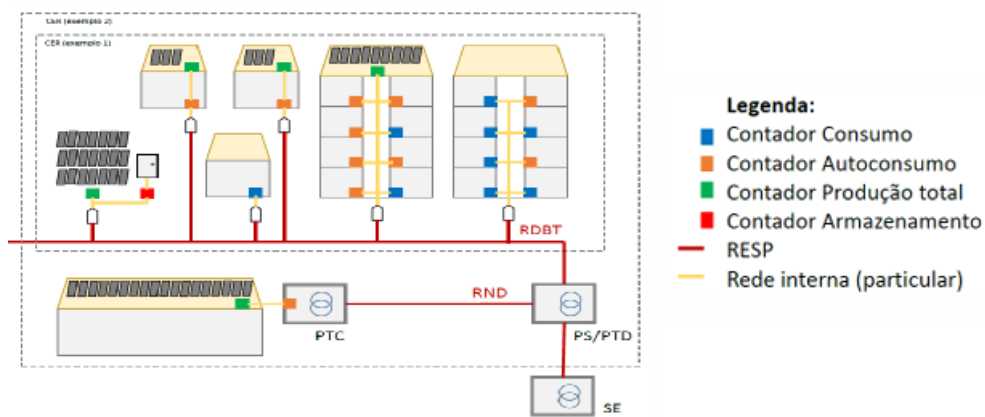 CER (exemplo 2)
CER (exemplo 1)
RDBT
RND
PTC
PS/PTD
SE
Legenda:
Contador Consumo
Contador Autoconsumo
Contador Produção total
Contador Armazenamento
RESP
Rede interna (particular)